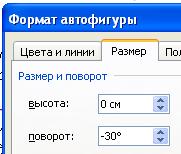 Формат автофигуры
Цвета и линии Размер
Размер и поворот
высота: 0 см
поворот: -30°